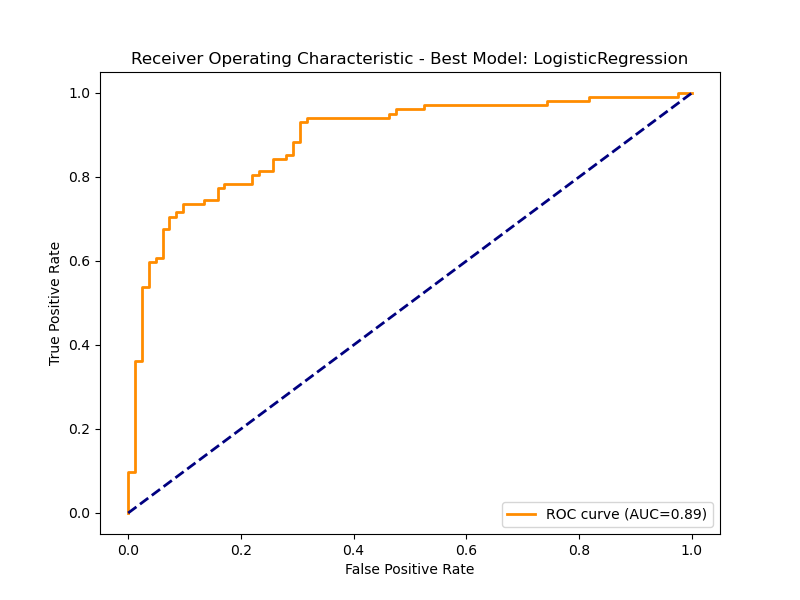 Receiver Operating Characteristic - Best Model: LogisticRegression
True Positive Rate
1.0
0.8
0.6
0.4
0.2
0.0
ROC curve (AUC=0.89)
0.0 0.2 0.4 0.6 0.8 1.0
False Positive Rate